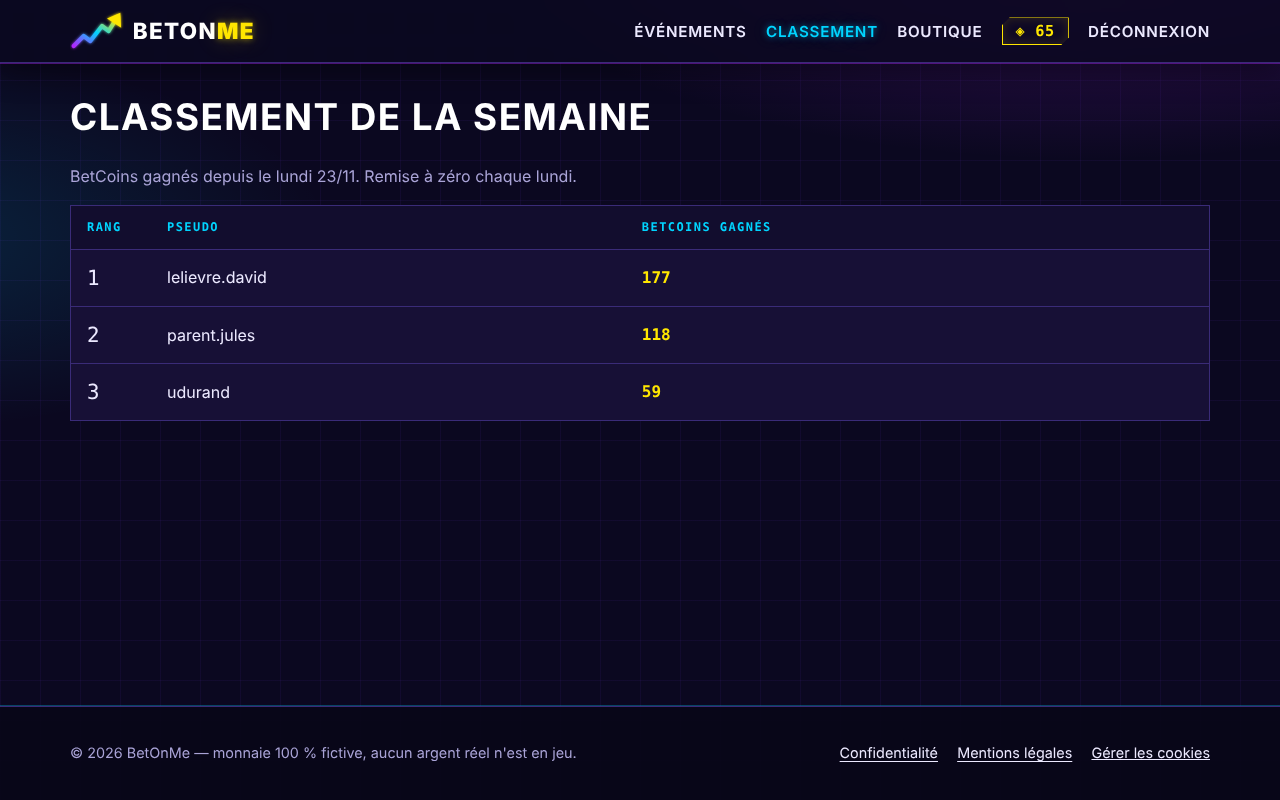 BETONME
ÉVÉNEMENTS CLASSEMENT BOUTIQUE ◈ 65 DÉCONNEXION
CLASSEMENT DE LA SEMAINE
BetCoins gagnés depuis le lundi 23/11. Remise à zéro chaque lundi.
RANG PSEUDO BETCOINS GAGNÉS
1 lelievre.david 177
2 parent.jules 118
3 udurand 59
© 2026 BetOnMe — monnaie 100 % fictive, aucun argent réel n'est en jeu.
Confidentialité Mentions légales Gérer les cookies